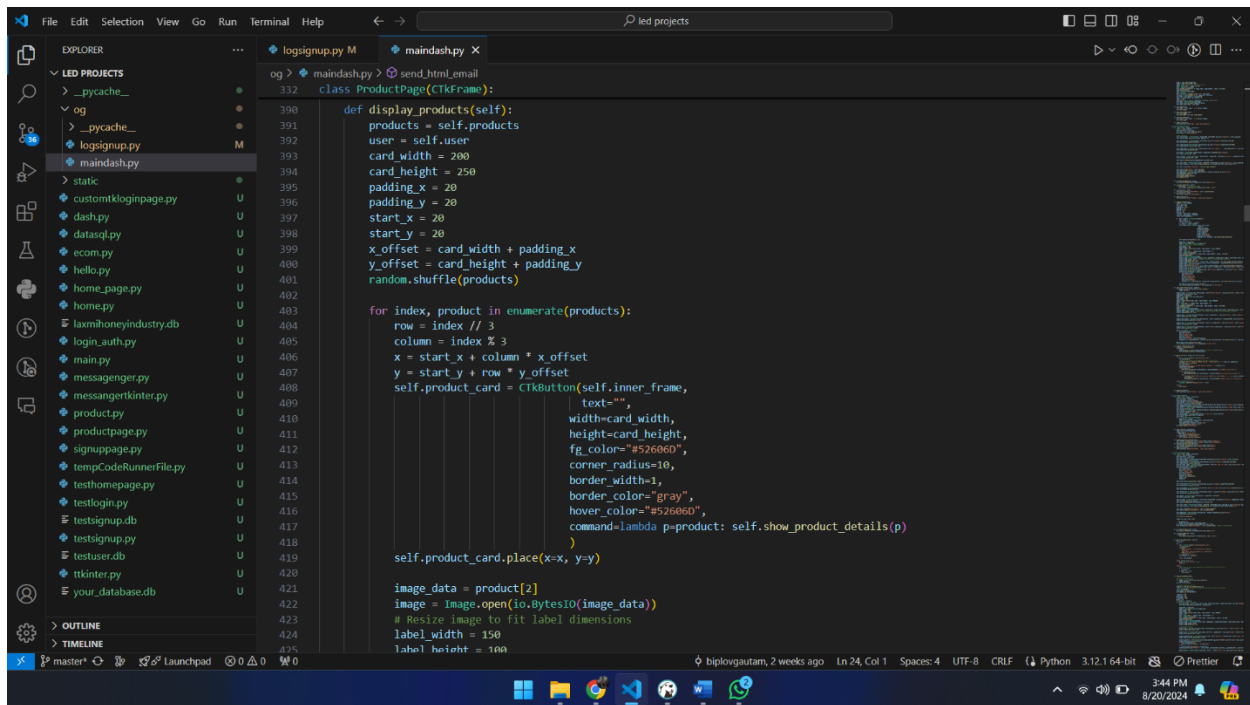 File Edit Selection View Go Run Terminal Help
led projects
EXPLORER
logsignup.py M
maindash.py
LED PROJECTS
__pycache__
og
__pycache__
logsignup.py M
maindash.py
static
customtkloginpage.py U
dash.py U
datasql.py U
ecom.py U
hello.py U
home_page.py U
home.py U
laxmihoneyindustry.db U
login_auth.py U
main.py U
messagenger.py U
messangertkinter.py U
product.py U
productpage.py U
signuppage.py U
tempCodeRunnerFile.py U
testhomepage.py U
testlogin.py U
testsignup.db U
testsignup.py U
testuser.db U
ttkinter.py U
your_database.db U
OUTLINE
TIMELINE
36
og > maindash.py > send_html_email
332 class ProductPage(CTkFrame):
390 def display_products(self):
391 products = self.products
392 user = self.user
393 card_width = 200
394 card_height = 250
395 padding_x = 20
396 padding_y = 20
397 start_x = 20
398 start_y = 20
399 x_offset = card_width + padding_x
400 y_offset = card_height + padding_y
401 random.shuffle(products)
402
403 for index, product in enumerate(products):
404 row = index // 3
405 column = index % 3
406 x = start_x + column * x_offset
407 y = start_y + row * y_offset
408 self.product_card = CTkButton(self.inner_frame,
409 text="",
410 width=card_width,
411 height=card_height,
412 fg_color="#52606D",
413 corner_radius=10,
414 border_width=1,
415 border_color="gray",
416 hover_color="#52606D",
417 command=lambda p=product: self.show_product_details(p)
418 )
419 self.product_card.place(x=x, y=y)
420
421 image_data = product[2]
422 image = Image.open(io.BytesIO(image_data))
423 # Resize image to fit label dimensions
424 label_width = 150
425 label_height = 100
master* Launchpad 0 0 0 biplovgautam, 2 weeks ago Ln 24, Col 1 Spaces: 4 UTF-8 CRLF Python 3.12.1 64-bit Prettier
2
3:44 PM
8/20/2024